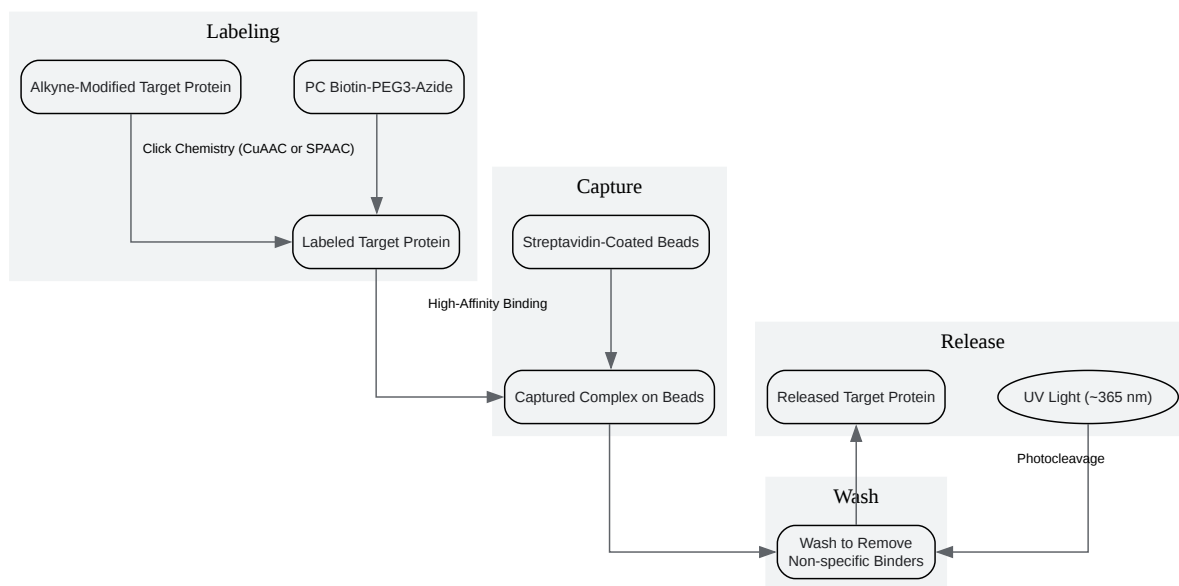 Labeling
Alkyne-Modified Target Protein
PC Biotin-PEG3-Azide
Click Chemistry (CuAAC or SPAAC)
Labeled Target Protein
Capture
Streptavidin-Coated Beads
High-Affinity Binding
Captured Complex on Beads
Release
Released Target Protein
UV Light (~365 nm)
Photocleavage
Wash
Wash to Remove
Non-specific Binders